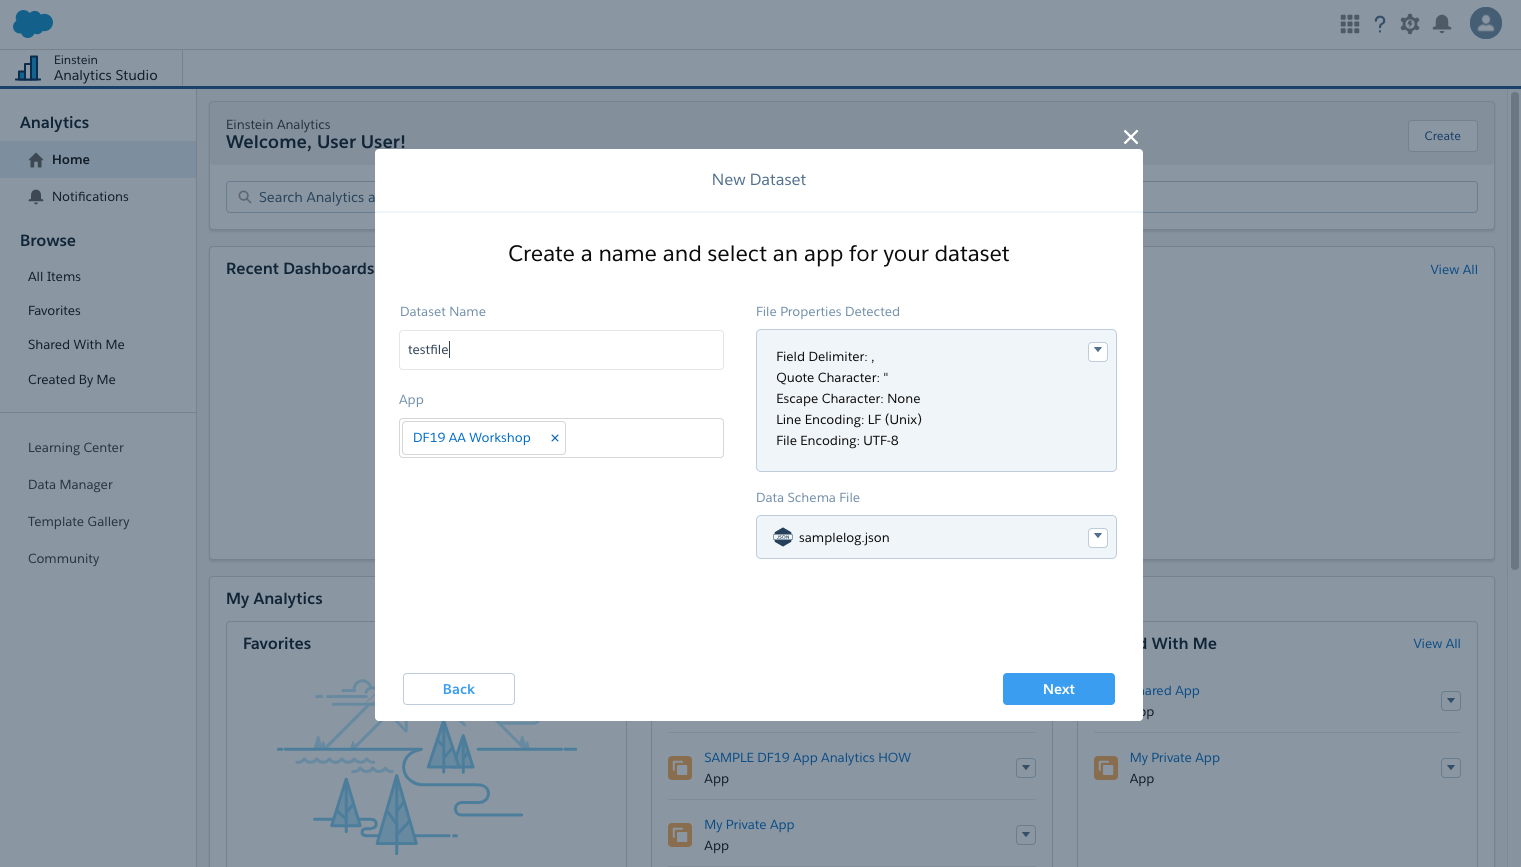 Einstein
Analytics Studio
Analytics
Home
Notifications
Browse
All Items
Favorites
Shared With Me
Created By Me
Learning Center
Data Manager
Template Gallery
Community
Einstein Analytics
Welcome, User User!
Create
Search Analytics a
Recent Dashboards
View All
New Dataset
Create a name and select an app for your dataset
Dataset Name
testfile
App
DF19 AA Workshop
File Properties Detected
Field Delimiter: ,
Quote Character: "
Escape Character: None
Line Encoding: LF (Unix)
File Encoding: UTF-8
Data Schema File
JSON
samplelog.json
Back
Next
My Analytics
Favorites
SAMPLE DF19 App Analytics HOW
App
My Private App
App
d With Me
View All
ared App
pp
My Private App
App